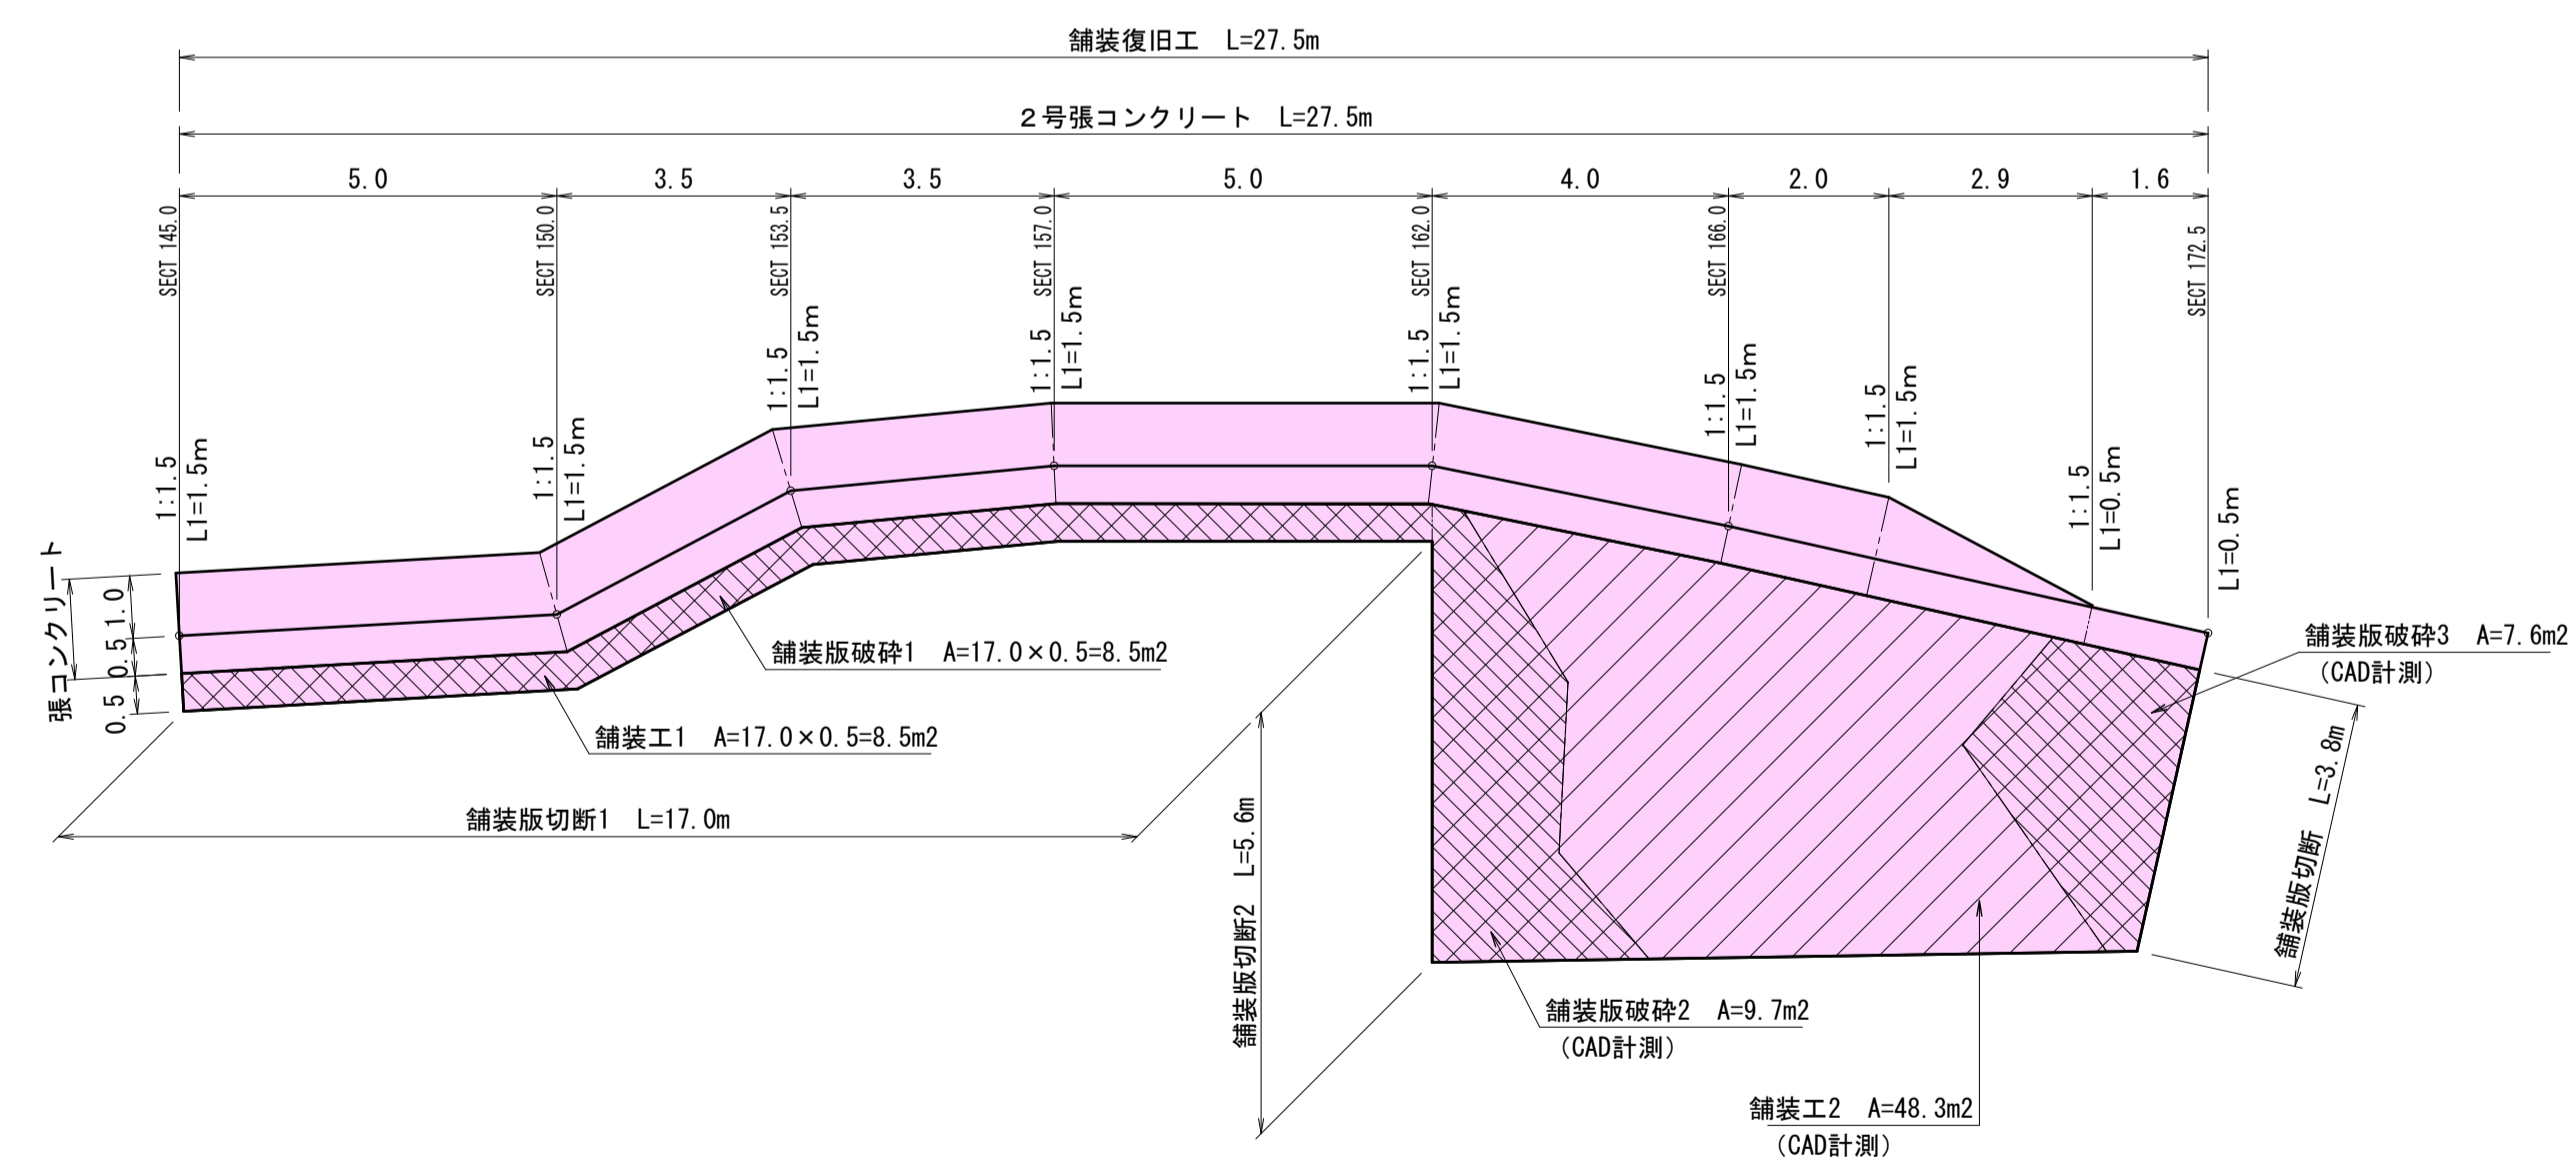 舗装復旧工　L=27.5m
２号張コンクリート　L=27.5m
5.0
3.5
3.5
5.0
4.0
2.0
2.9
1.6
SECT 145.0
SECT 150.0
SECT 153.5
SECT 157.0
SECT 162.0
SECT 166.0
SECT 172.5
1:1.5
L1=1.5m
1:1.5
L1=1.5m
1:1.5
L1=1.5m
1:1.5
L1=1.5m
1:1.5
L1=1.5m
1:1.5
L1=1.5m
1:1.5
L1=1.5m
1:1.5
L1=0.5m
L1=0.5m
張コンクリート
1.0
0.5
0.5
舗装版破砕1　A=17.0×0.5=8.5m2
舗装工1　A=17.0×0.5=8.5m2
舗装版切断1　L=17.0m
舗装版切断2　L=5.6m
舗装版破砕3　A=7.6m2
（CAD計測）
舗装版切断　L=3.8m
舗装版破砕2　A=9.7m2
（CAD計測）
舗装工2　A=48.3m2
（CAD計測）